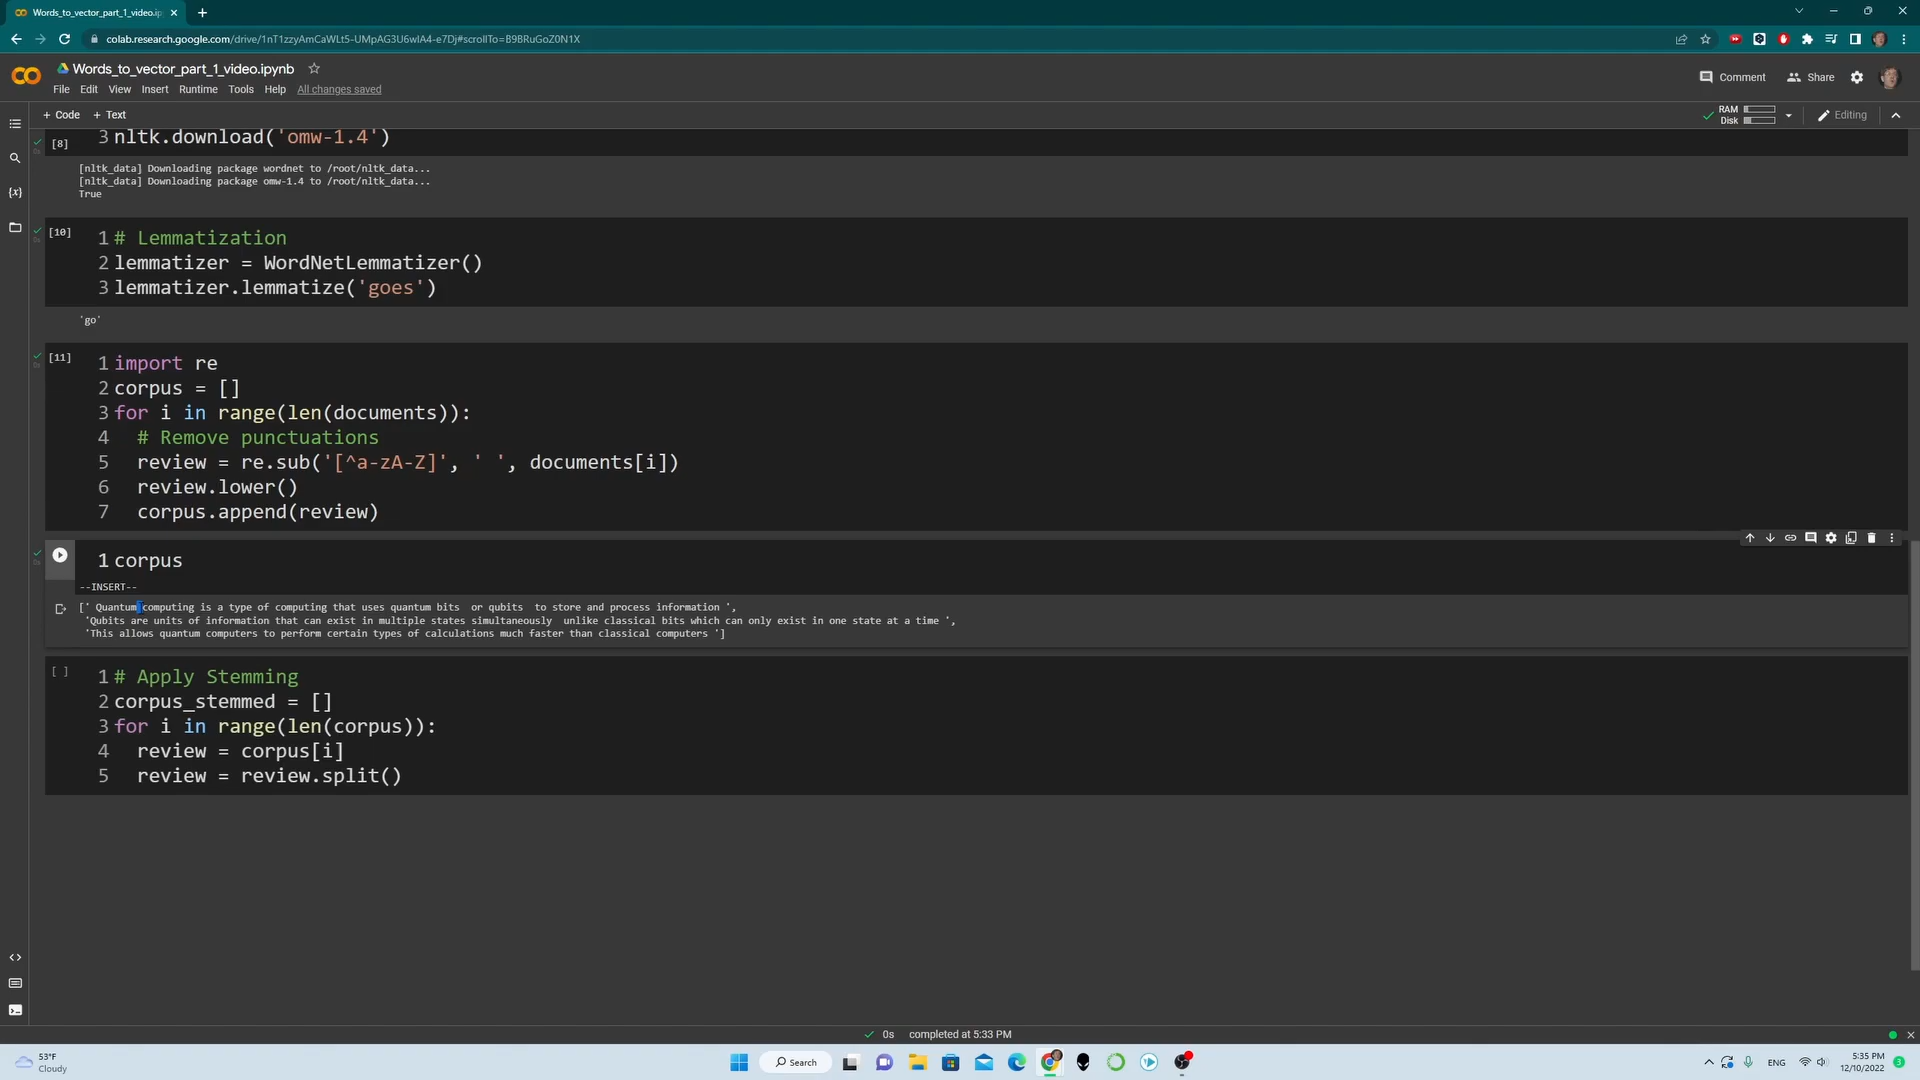 Words_to_vector_part_1_video.ip
colab.research.google.com/drive/1nT1zzyAmCaWLt5-UMpAG3U6wIA4-e7Dj#scrollTo=B9BRuGoZ0N1X
Words_to_vector_part_1_video.ipynb
Comment
Share
File Edit View Insert Runtime Tools Help All changes saved
+ Code + Text
RAM
Disk
Editing
[8]
3 nltk.download('omw-1.4')
[nltk_data] Downloading package wordnet to /root/nltk_data...
[nltk_data] Downloading package omw-1.4 to /root/nltk_data...
True
[10]
1 # Lemmatization
2 lemmatizer = WordNetLemmatizer()
3 lemmatizer.lemmatize('goes')
'go'
[11]
1 import re
2 corpus = []
3 for i in range(len(documents)):
4 # Remove punctuations
5 review = re.sub('[^a-zA-Z]', ' ', documents[i])
6 review.lower()
7 corpus.append(review)
1 corpus
--INSERT--
[' Quantum computing is a type of computing that uses quantum bits  or qubits  to store and process information ',
'Qubits are units of information that can exist in multiple states simultaneously  unlike classical bits which can only exist in one state at a time ',
'This allows quantum computers to perform certain types of calculations much faster than classical computers ']
[ ]
1 # Apply Stemming
2 corpus_stemmed = []
3 for i in range(len(corpus)):
4 review = corpus[i]
5 review = review.split()
0s completed at 5:33 PM
53°F
Cloudy
Search
ENG
5:35 PM
12/10/2022
3